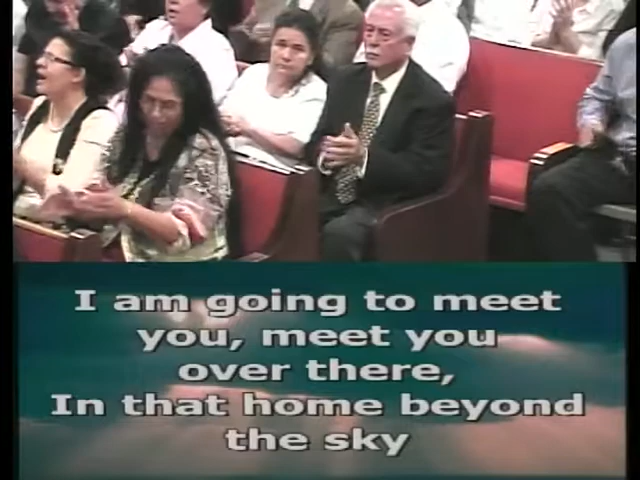 I am going to meet
you, meet you
over there,
In that home beyond
the sky